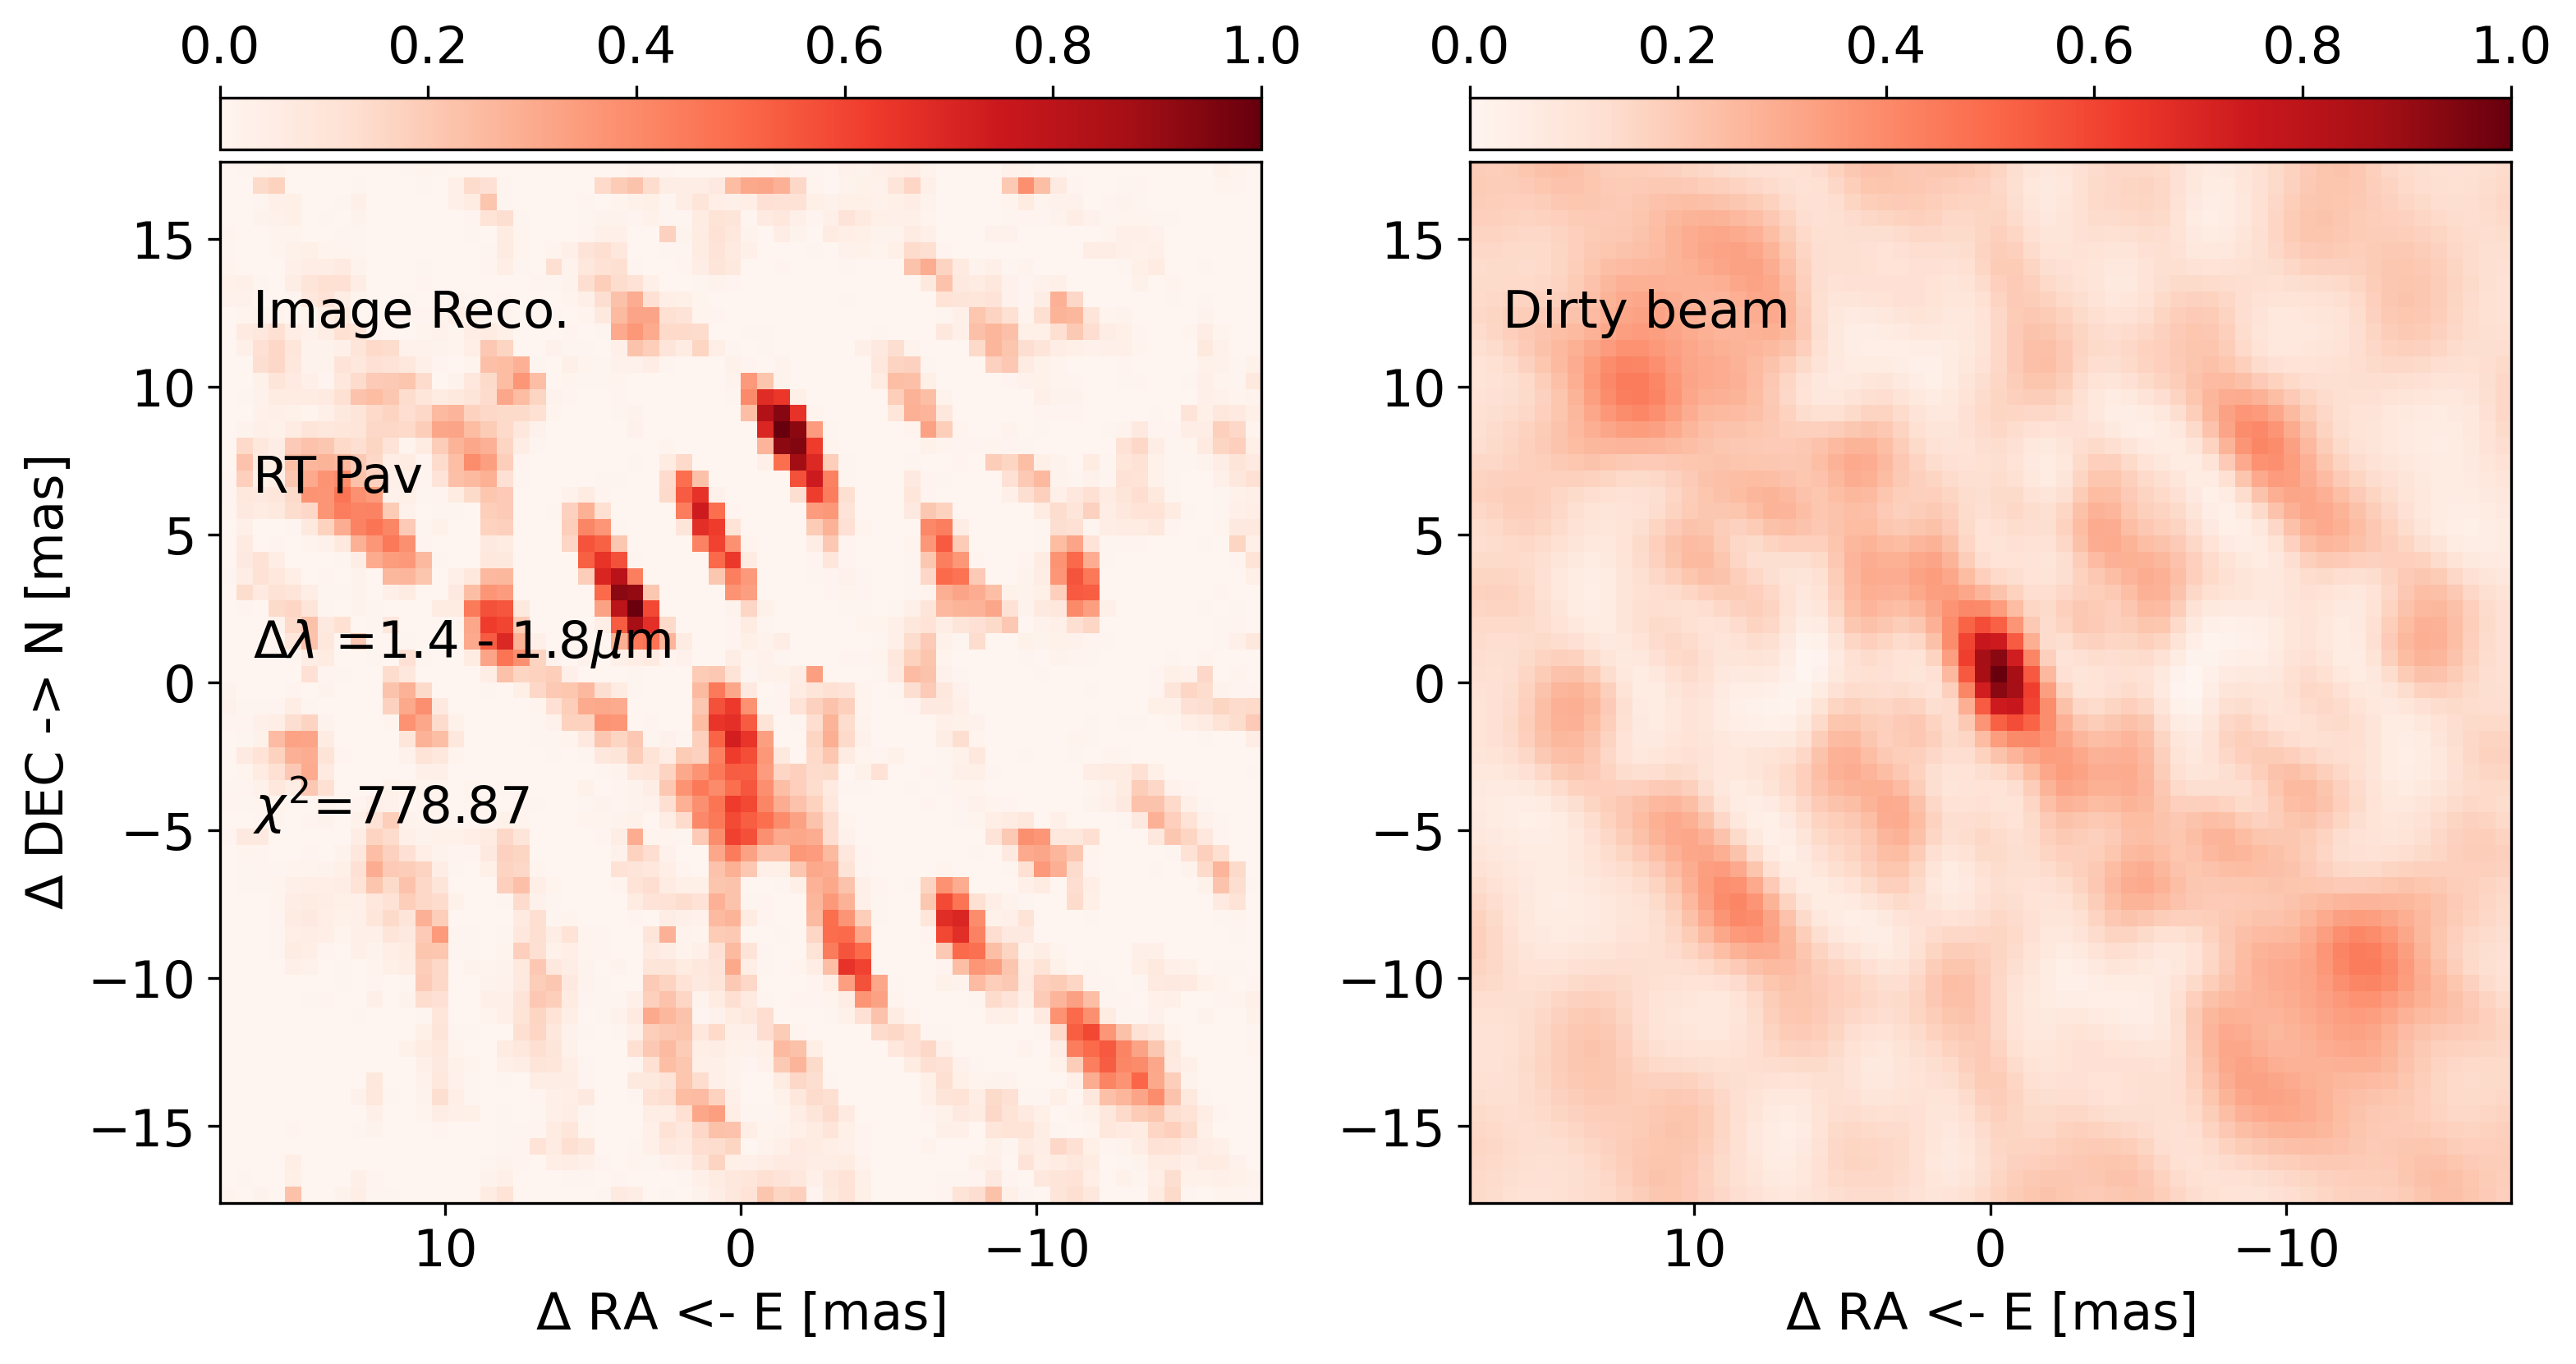 0.0 0.2 0.4 0.6 0.8 1.0
0.0 0.2 0.4 0.6 0.8 1.0
Image Reco.
RT Pav
Δλ =1.4 - 1.8μm
χ²=778.87
15
10
5
0
−5
−10
−15
Δ DEC -> N [mas]
10 0 −10
Δ RA <- E [mas]
Dirty beam
15
10
5
0
−5
−10
−15
10 0 −10
Δ RA <- E [mas]